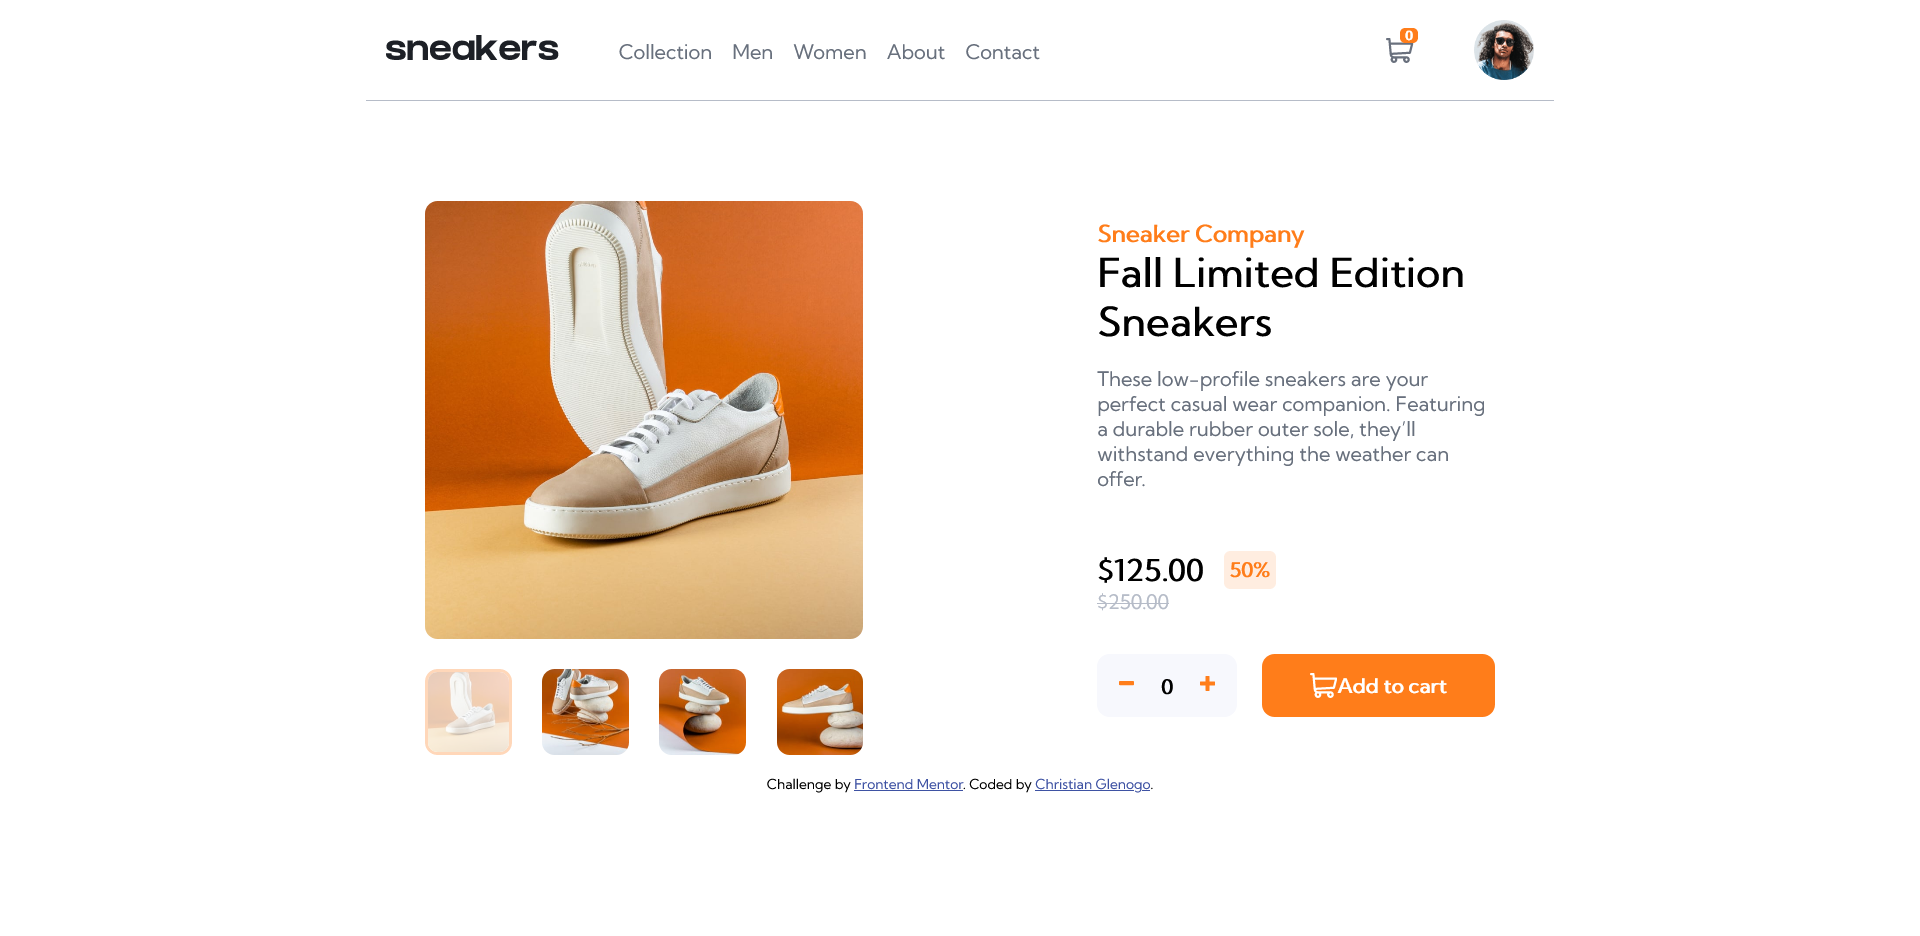 sneakers
Collection Men Women About Contact
0
Sneaker Company
Fall Limited Edition
Sneakers
These low-profile sneakers are your
perfect casual wear companion. Featuring
a durable rubber outer sole, they’ll
withstand everything the weather can
offer.
$125.00 50%
$250.00
0
Add to cart
Challenge by Frontend Mentor. Coded by Christian Glenogo.